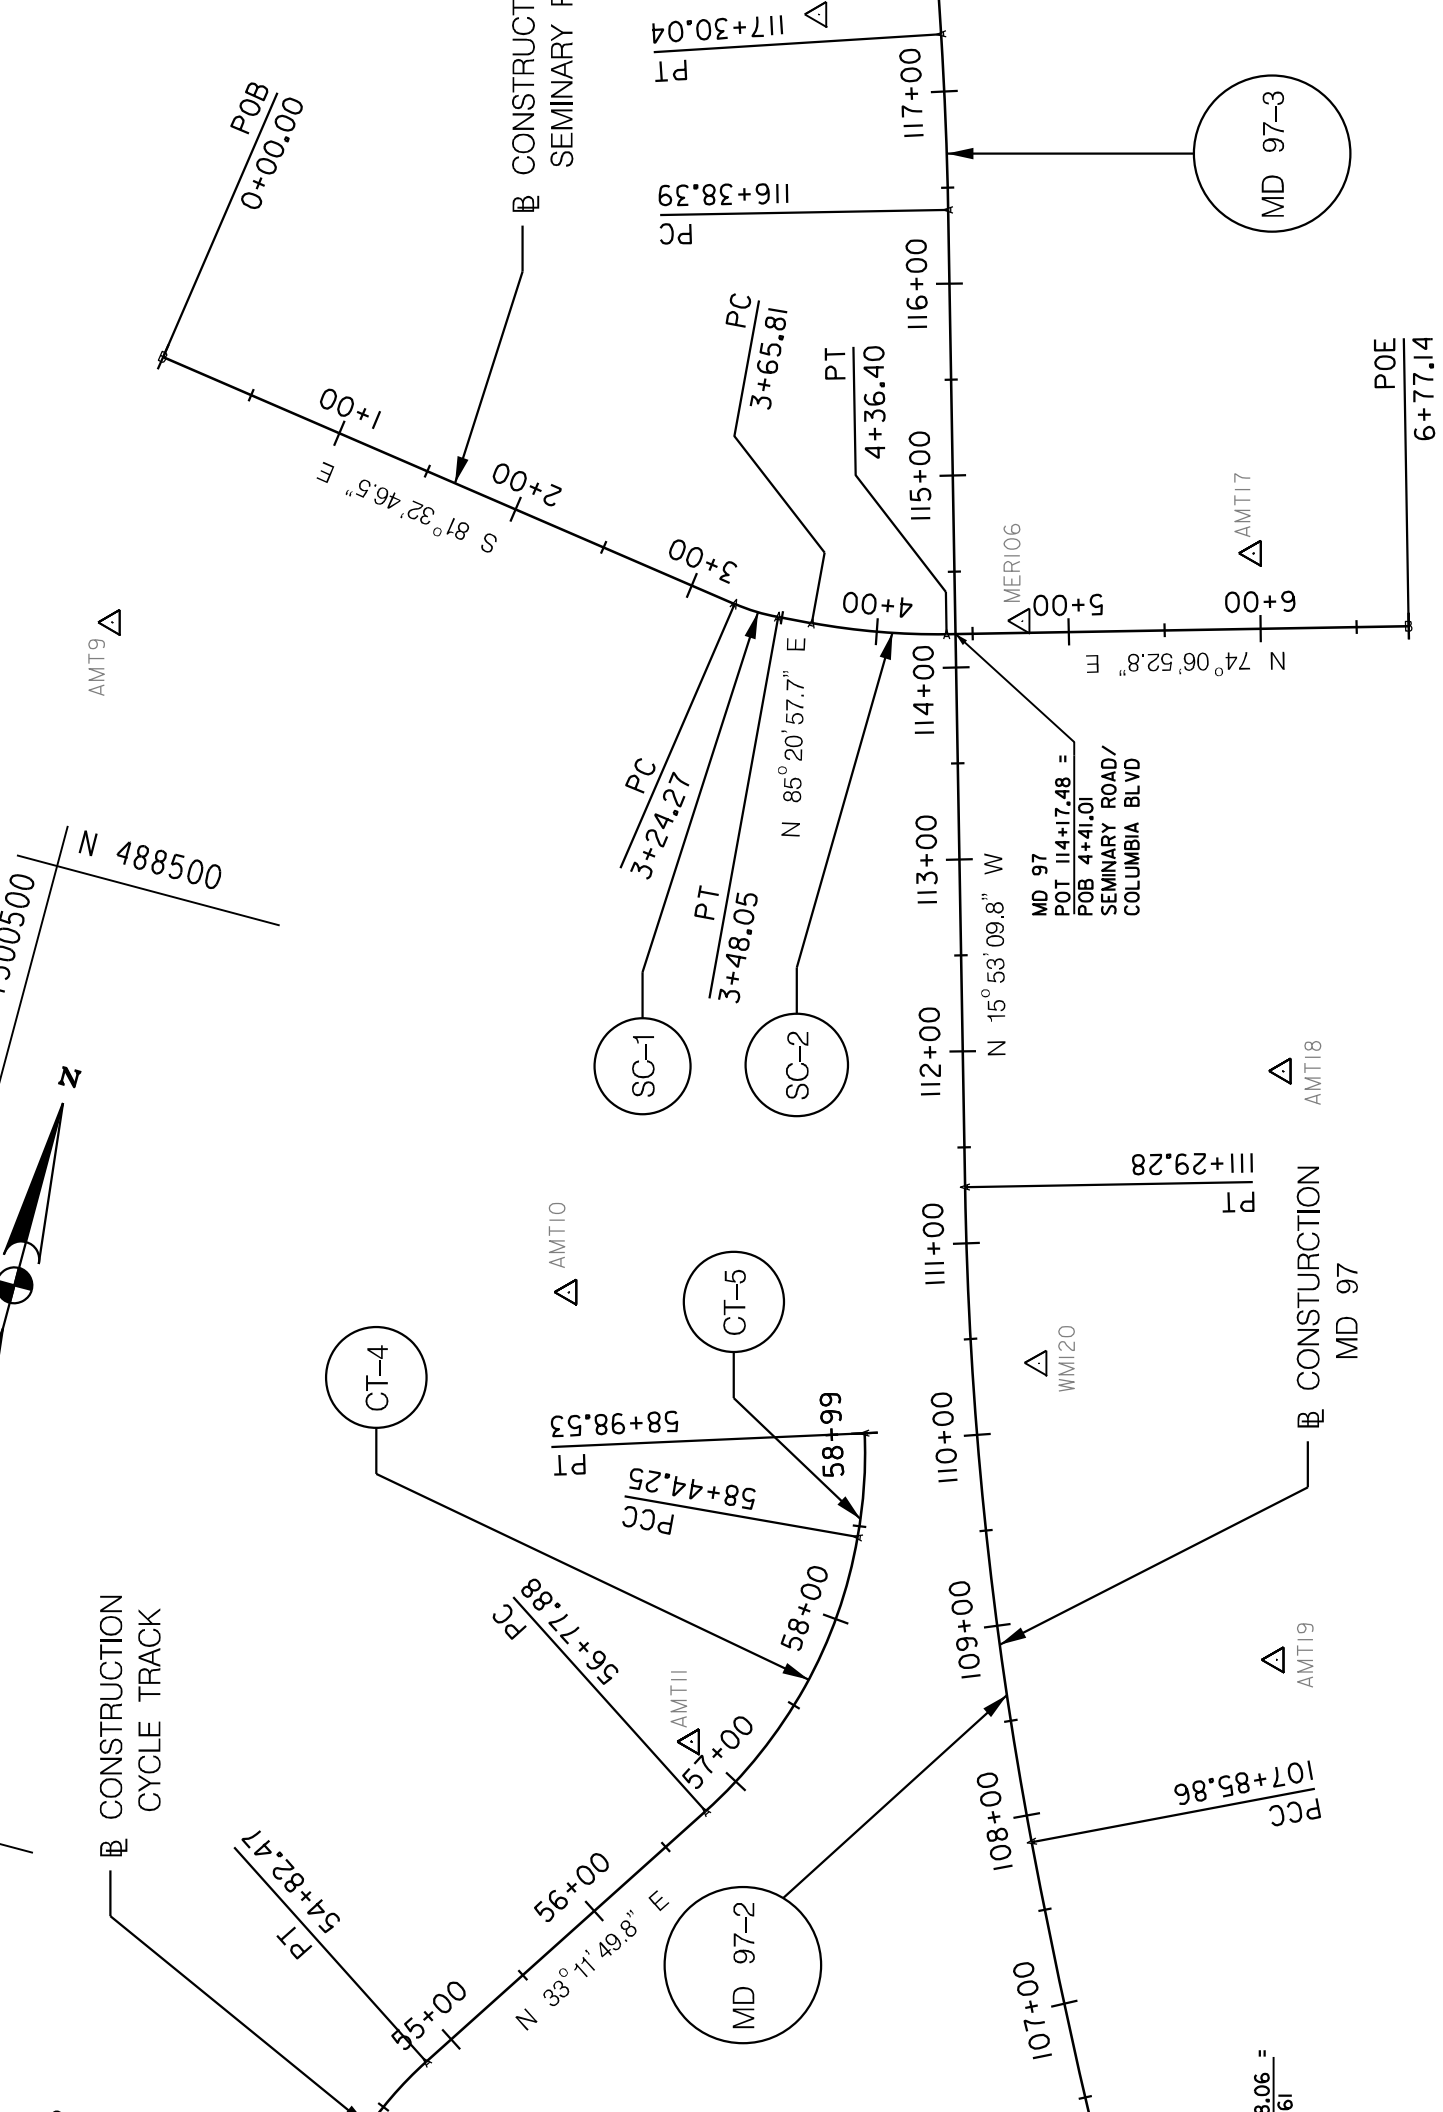 POB
0+00.00
BL CONSTRUCT
SEMINARY
PT
117+30.04
117+00
MD 97-3
PC
116+38.39
116+00
PC
3+65.81
PT
4+36.40
115+00
POE
6+77.14
1+00
S 81° 32' 46.5" E
2+00
3+00
4+00
5+00
6+00
N 74° 06' 52.8" E
AMT17
MER106
AMT9
N 85° 20' 57.7" E
PC
3+24.27
PT
3+48.05
SC-1
SC-2
114+00
MD 97
POT 114+17.48 =
POB 4+41.01
SEMINARY ROAD/
COLUMBIA BLVD
N 488500
113+00
N 15° 53' 09.8" W
112+00
N
AMT18
PT
111+29.28
111+00
AMT10
CT-5
CT-4
WM120
BL CONSTURCTION
MD 97
PT
58+98.53
58+99
PCC
58+44.25
110+00
58+00
109+00
AMT19
PC
56+77.88
AMT11
57+00
PCC
107+85.86
108+00
BL CONSTRUCTION
CYCLE TRACK
PT
54+82.47
56+00
N 33° 11' 49.8" E
55+00
MD 97-2
107+00